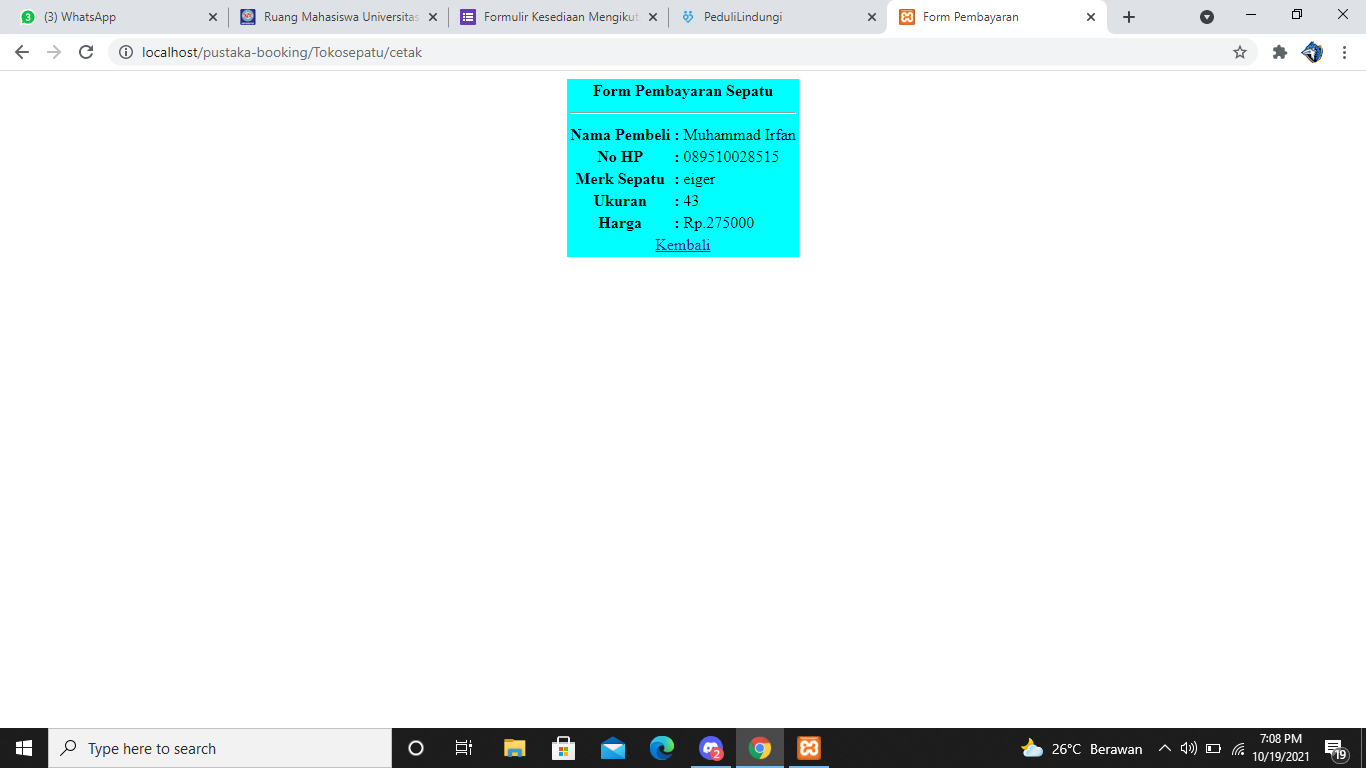 (3) WhatsApp
Ruang Mahasiswa Universitas
Formulir Kesediaan Mengikut
PeduliLindungi
Form Pembayaran
localhost/pustaka-booking/Tokosepatu/cetak
Form Pembayaran Sepatu
Nama Pembeli : Muhammad Irfan
No HP : 089510028515
Merk Sepatu : eiger
Ukuran : 43
Harga : Rp.275000
Kembali
Type here to search
2
26°C Berawan
7:08 PM
10/19/2021
19